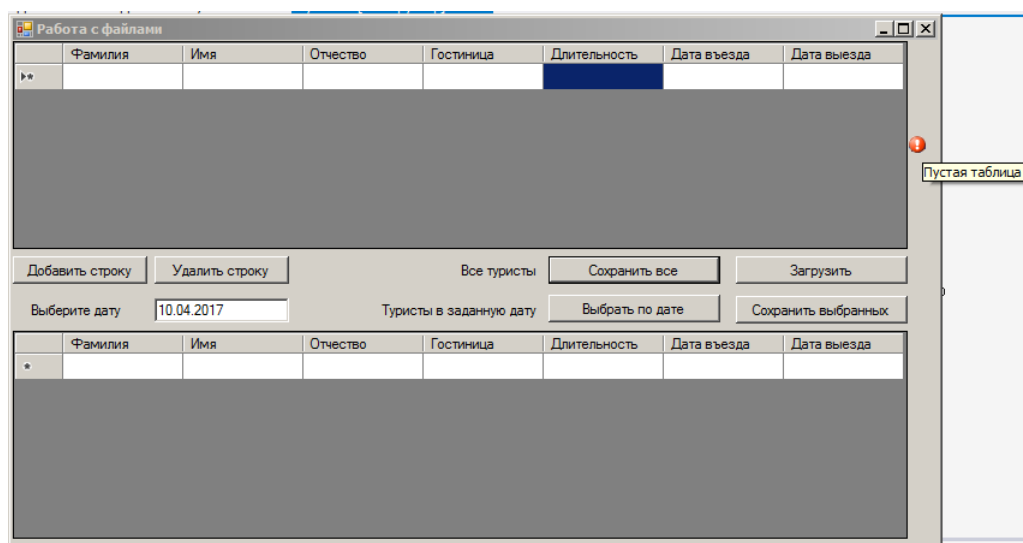 Работа с файлами
Фамилия Имя Отчество Гостиница Длительность Дата въезда Дата выезда
Пустая таблица
Добавить строку Удалить строку Все туристы Сохранить все Загрузить
Выберите дату 10.04.2017 Туристы в заданную дату Выбрать по дате Сохранить выбранных
Фамилия Имя Отчество Гостиница Длительность Дата въезда Дата выезда